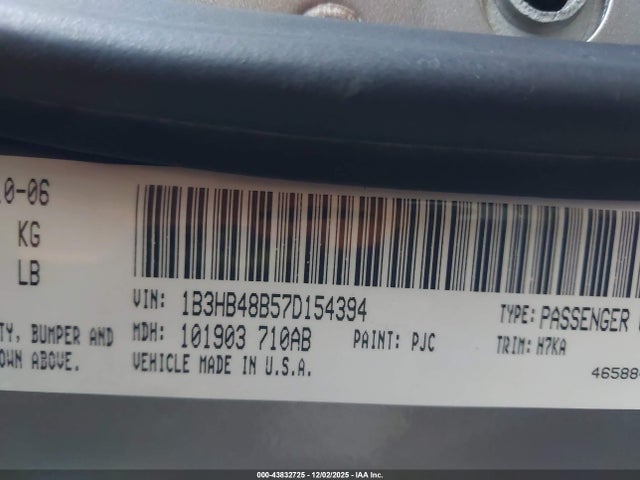 10-06
KG
LB
VIN: 1B3HB48B57D154394
TYPE: PASSENGER
TY, BUMPER AND
MDH: 101903 710AB
PAINT: PJC
TRIM: H7KA
OWN ABOVE.
VEHICLE MADE IN U.S.A.
46588
000-43832725 - 12/02/2025 - IAA Inc.